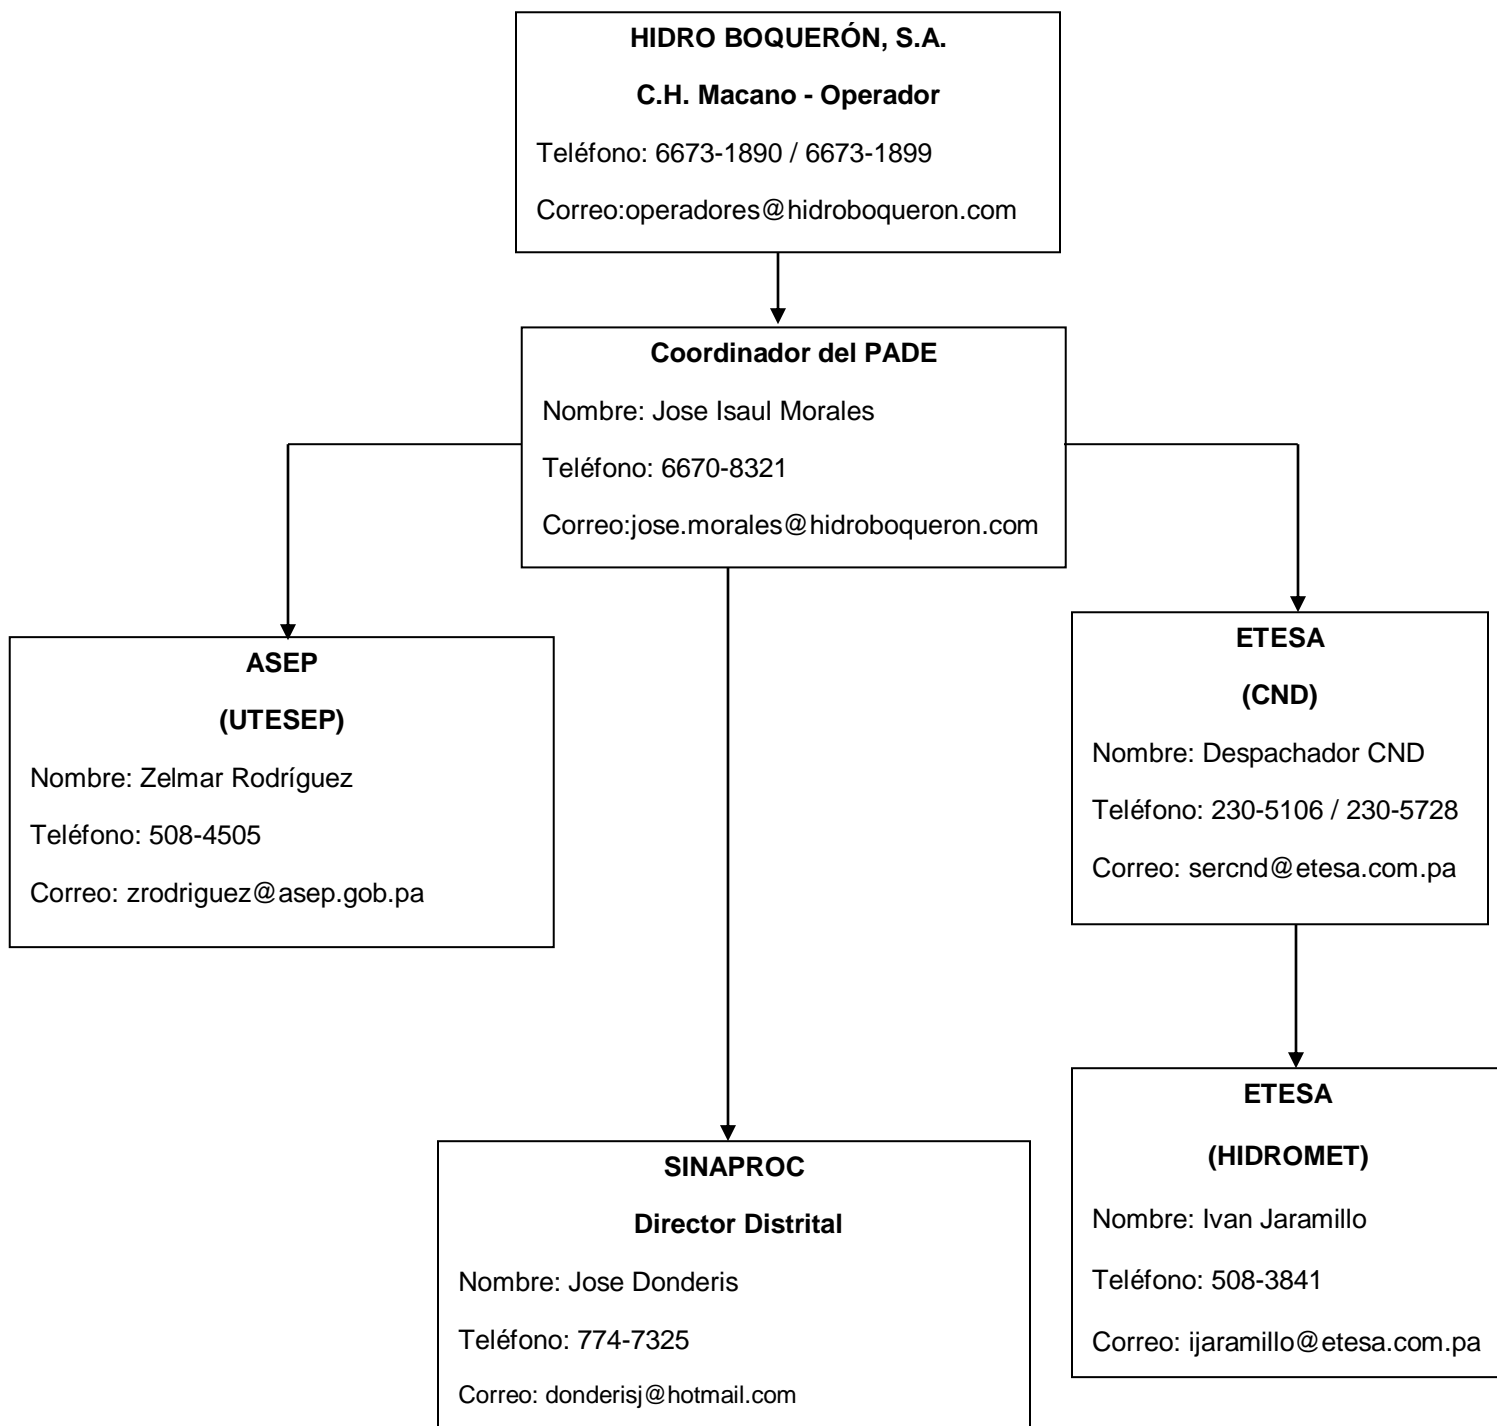 HIDRO BOQUERÓN, S.A.
C.H. Macano - Operador
Teléfono: 6673-1890 / 6673-1899
Correo:operadores@hidroboqueron.com
Coordinador del PADE
Nombre: Jose Isaul Morales
Teléfono: 6670-8321
Correo:jose.morales@hidroboqueron.com
ASEP
(UTESEP)
Nombre: Zelmar Rodríguez
Teléfono: 508-4505
Correo: zrodriguez@asep.gob.pa
ETESA
(CND)
Nombre: Despachador CND
Teléfono: 230-5106 / 230-5728
Correo: sercnd@etesa.com.pa
SINAPROC
Director Distrital
Nombre: Jose Donderis
Teléfono: 774-7325
Correo: donderisj@hotmail.com
ETESA
(HIDROMET)
Nombre: Ivan Jaramillo
Teléfono: 508-3841
Correo: ijaramillo@etesa.com.pa